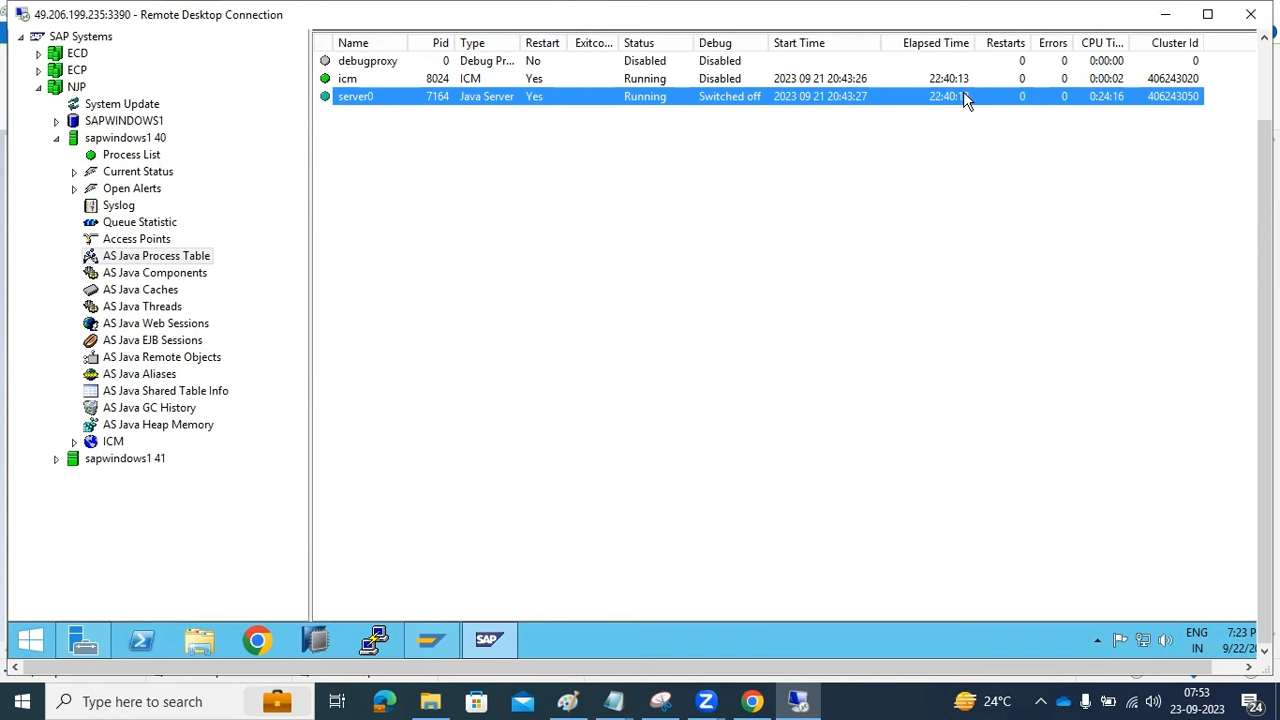 49.206.199.235:3390 - Remote Desktop Connection
SAP Systems
ECD
ECP
NJP
System Update
SAPWINDOWS1
sapwindows1 40
Process List
Current Status
Open Alerts
Syslog
Queue Statistic
Access Points
AS Java Process Table
AS Java Components
AS Java Caches
AS Java Threads
AS Java Web Sessions
AS Java EJB Sessions
AS Java Remote Objects
AS Java Aliases
AS Java Shared Table Info
AS Java GC History
AS Java Heap Memory
ICM
sapwindows1 41
Name Pid Type Restart Exitco... Status Debug Start Time Elapsed Time Restarts Errors CPU Ti... Cluster Id
debugproxy 0 Debug Pr... No Disabled Disabled 0 0 0:00:00 0
icm 8024 ICM Yes Running Disabled 2023 09 21 20:43:26 22:40:13 0 0 0:00:02 406243020
server0 7164 Java Server Yes Running Switched off 2023 09 21 20:43:27 0 0 0:24:16 406243050
SAP
ENG
IN
7:23 P
9/22/20
Type here to search
24°C
07:53
23-09-2023
24